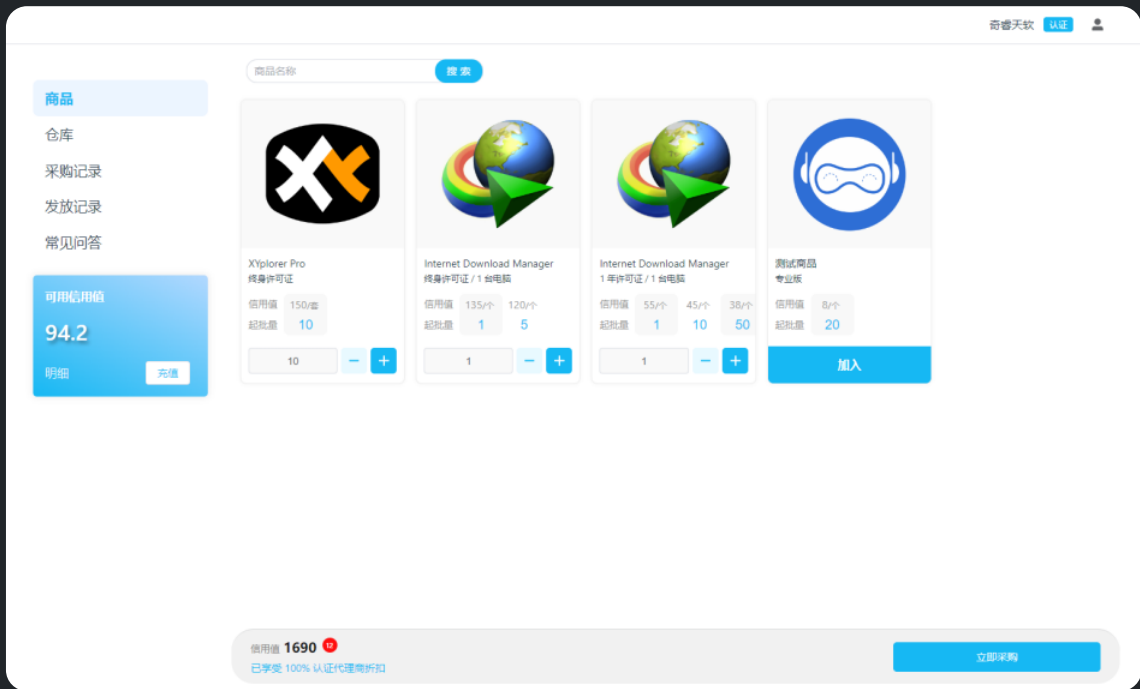 奇睿天软 认证
商品名称 搜索
商品
仓库
采购记录
发放记录
常见问答
可用信用值
94.2
明细 充值
XY
XYplorer Pro
终身许可证
信用值 150/套
起批量 10
10 − +
Internet Download Manager
终身许可证 / 1 台电脑
信用值 135/个 120/个
起批量 1 5
1 − +
Internet Download Manager
1 年许可证 / 1 台电脑
信用值 55/个 45/个 38/个
起批量 1 10 50
1 − +
测试商品
专业版
信用值 8/个
起批量 20
加入
信用值 1690 12
已享受 100% 认证代理商折扣
立即采购